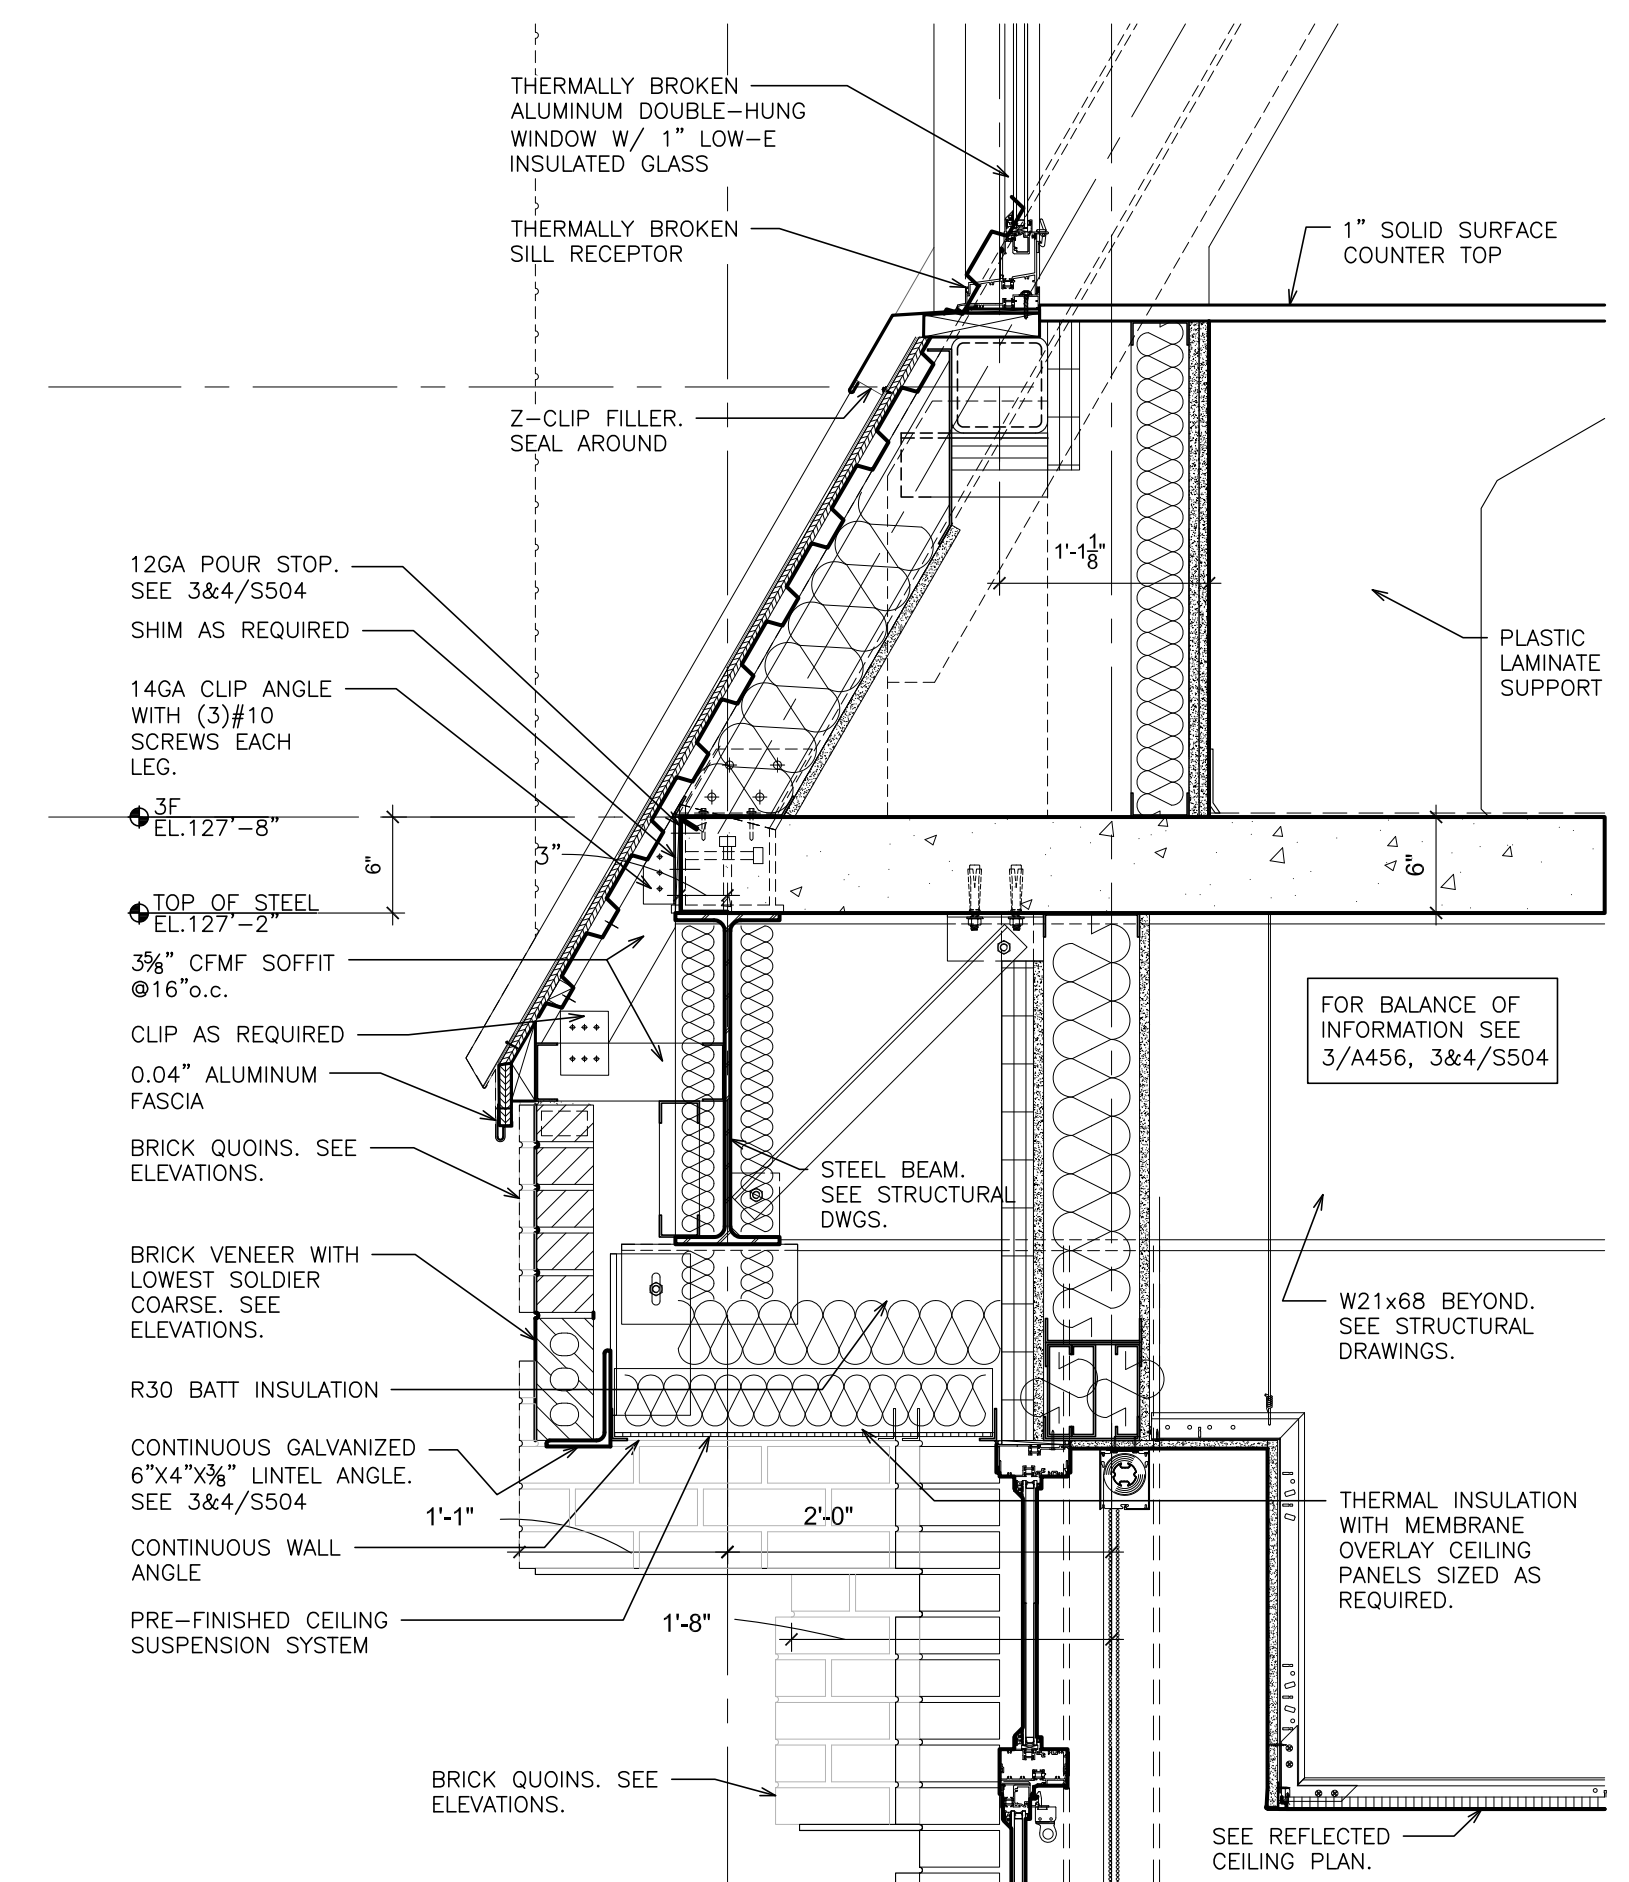 THERMALLY BROKEN
ALUMINUM DOUBLE-HUNG
WINDOW W/ 1" LOW-E
INSULATED GLASS
THERMALLY BROKEN
SILL RECEPTOR
1" SOLID SURFACE
COUNTER TOP
Z-CLIP FILLER.
SEAL AROUND
1'-1 1/8"
12GA POUR STOP.
SEE 3&4/S504
SHIM AS REQUIRED
14GA CLIP ANGLE
WITH (3)#10
SCREWS EACH
LEG.
PLASTIC
LAMINATE
SUPPORT
3F
EL.127'-8"
6"
3"
6"
TOP OF STEEL
EL.127'-2"
3⅝" CFMF SOFFIT
@16"o.c.
CLIP AS REQUIRED
0.04" ALUMINUM
FASCIA
FOR BALANCE OF
INFORMATION SEE
3/A456, 3&4/S504
BRICK QUOINS. SEE
ELEVATIONS.
STEEL BEAM.
SEE STRUCTURAL
DWGS.
BRICK VENEER WITH
LOWEST SOLDIER
COARSE. SEE
ELEVATIONS.
W21x68 BEYOND.
SEE STRUCTURAL
DRAWINGS.
R30 BATT INSULATION
CONTINUOUS GALVANIZED
6"X4"X⅜" LINTEL ANGLE.
SEE 3&4/S504
1'-1"
2'-0"
THERMAL INSULATION
WITH MEMBRANE
OVERLAY CEILING
PANELS SIZED AS
REQUIRED.
CONTINUOUS WALL
ANGLE
PRE-FINISHED CEILING
SUSPENSION SYSTEM
1'-8"
BRICK QUOINS. SEE
ELEVATIONS.
SEE REFLECTED
CEILING PLAN.